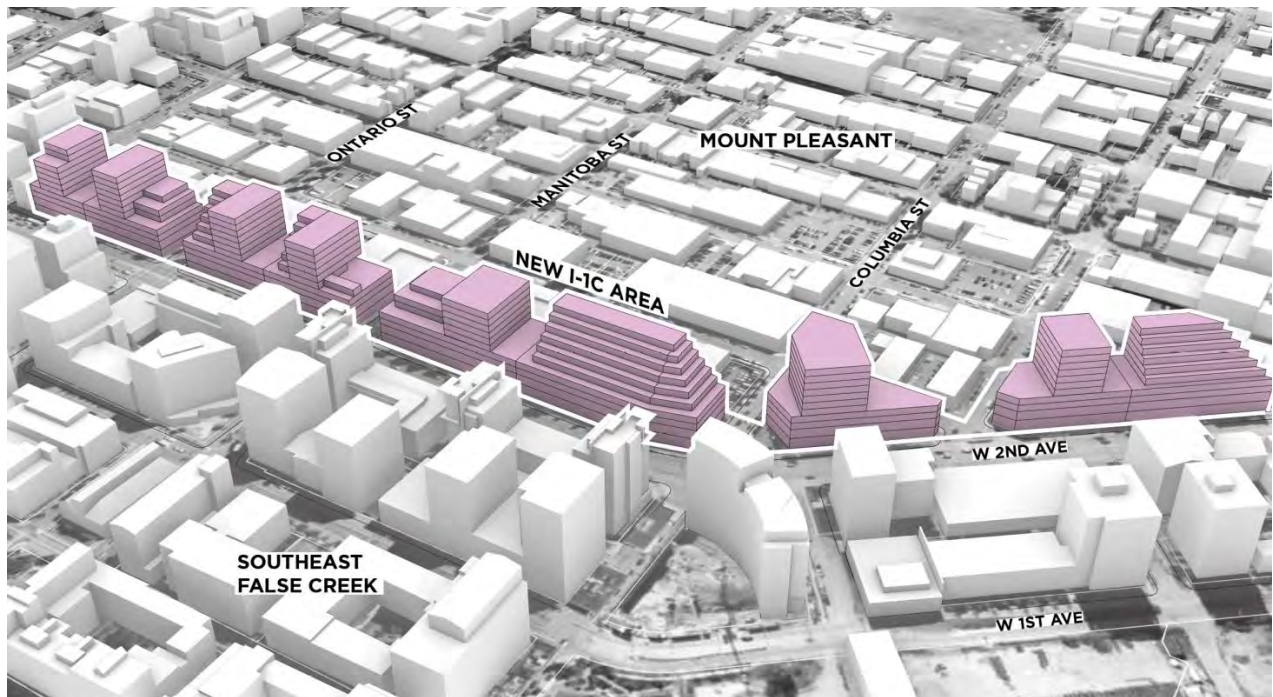 ONTARIO ST
MANITOBA ST
MOUNT PLEASANT
COLUMBIA ST
NEW I-1C AREA
W 2ND AVE
SOUTHEAST
FALSE CREEK
W 1ST AVE